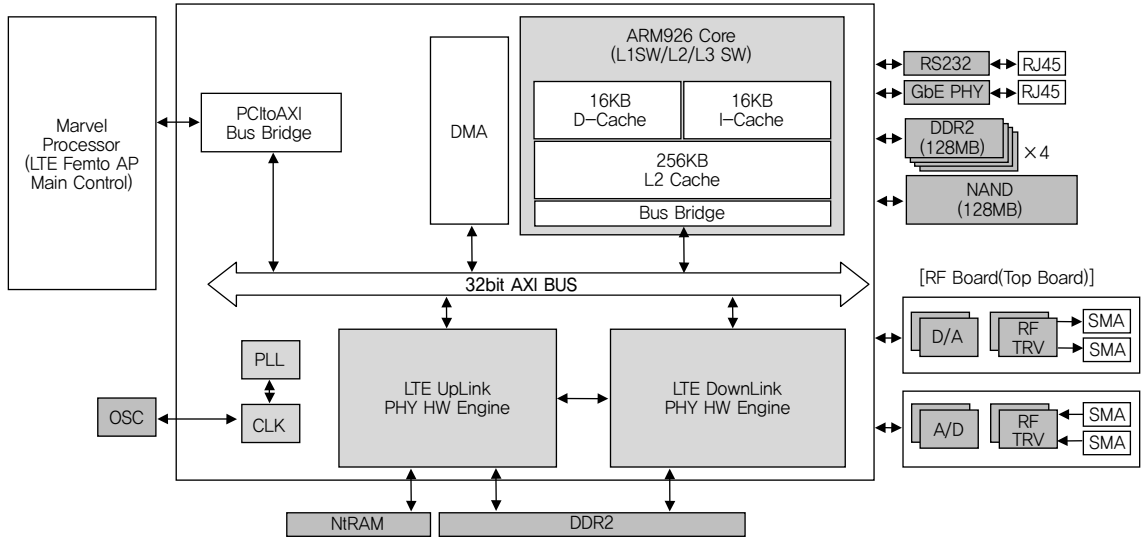 Marvel
Processor
(LTE Femto AP
Main Control)
PCItoAXI
Bus Bridge
DMA
ARM926 Core
(L1SW/L2/L3 SW)
16KB
D-Cache
16KB
I-Cache
256KB
L2 Cache
Bus Bridge
RS232
RJ45
GbE PHY
RJ45
DDR2
(128MB)
×4
NAND
(128MB)
32bit AXI BUS
[RF Board(Top Board)]
D/A
RF
TRV
SMA
SMA
PLL
OSC
CLK
LTE UpLink
PHY HW Engine
LTE DownLink
PHY HW Engine
A/D
RF
TRV
SMA
SMA
NtRAM
DDR2